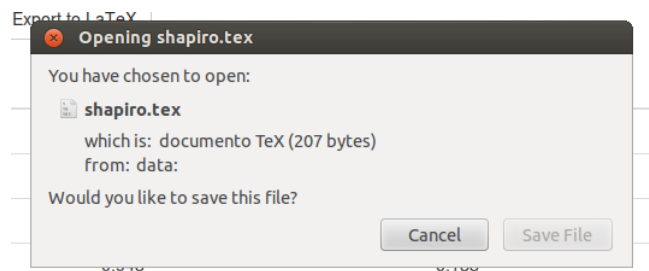 Export to LaTeX
Opening shapiro.tex
You have chosen to open:
shapiro.tex
which is: documento TeX (207 bytes)
from: data:
Would you like to save this file?
Cancel
Save File